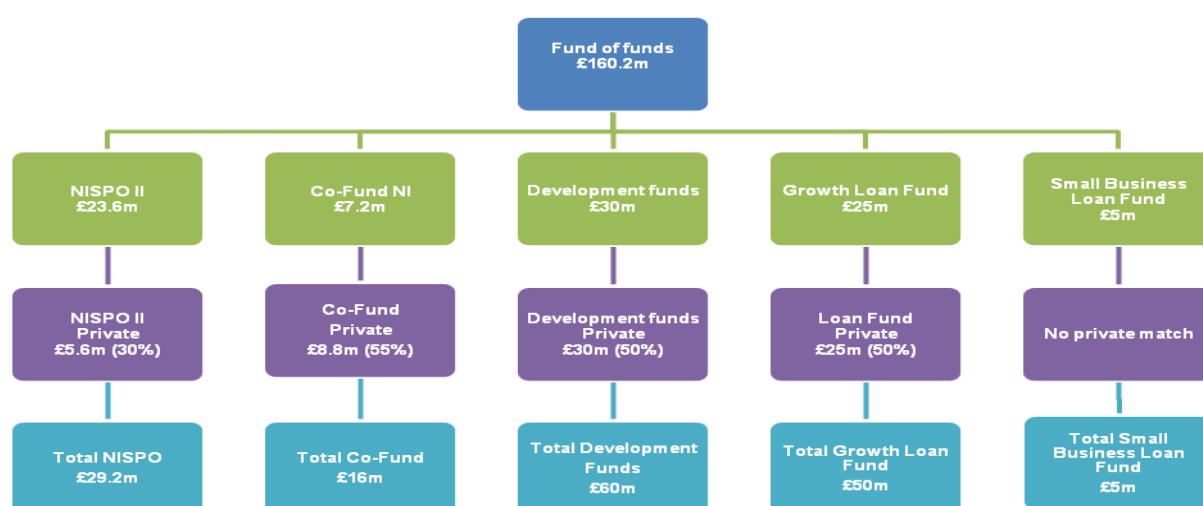 Fund of funds
£160.2m
NISPO II
£23.6m
Co-Fund NI
£7.2m
Development funds
£30m
Growth Loan Fund
£25m
Small Business
Loan Fund
£5m
NISPO II
Private
£5.6m (30%)
Co-Fund
Private
£8.8m (55%)
Development funds
Private
£30m (50%)
Loan Fund
Private
£25m (50%)
No private match
Total NISPO
£29.2m
Total Co-Fund
£16m
Total Development
Funds
£60m
Total Growth Loan
Fund
£50m
Total Small
Business Loan
Fund
£5m